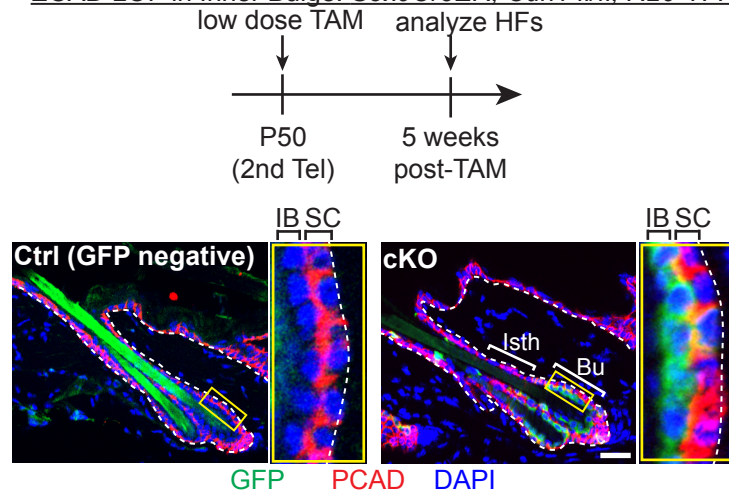 low dose TAM analyze HFs
P50 5 weeks
(2nd Tel) post-TAM
IB SC IB SC
Ctrl (GFP negative) cKO
Isth
Bu
GFP PCAD DAPI